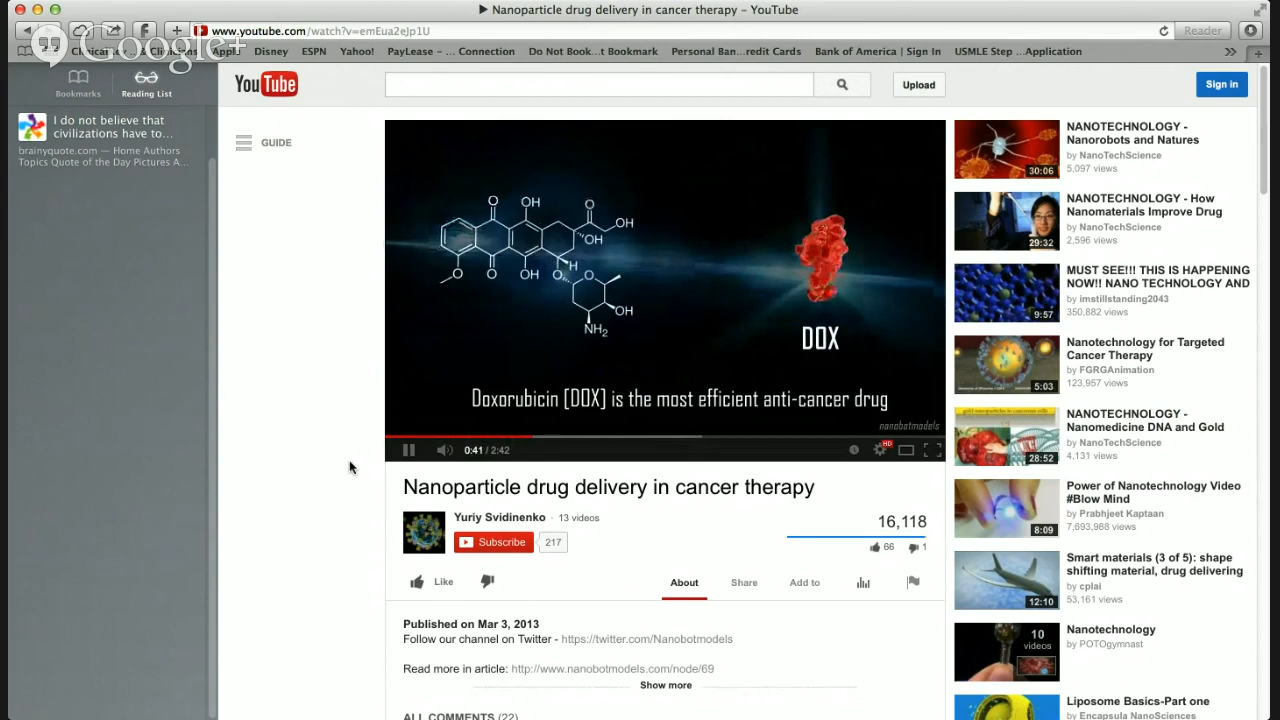 Nanoparticle drug delivery in cancer therapy – YouTube
www.youtube.com/watch?v=emEua2eJp1U
Reader
Google+
Apple Disney ESPN Yahoo! PayLease - ... Connection Do Not Book...t Bookmark Personal Ban...redit Cards Bank of America | Sign In USMLE Step ...Application
Bookmarks
Reading List
I do not believe that
civilizations have to...
brainyquote.com — Home Authors
Topics Quote of the Day Pictures A...
YouTube
Upload
Sign in
GUIDE
O OH O OH
OH
O O OH O H O
OH
NH2
DOX
Doxorubicin [DOX] is the most efficient anti-cancer drug
nanobotmodels
0:41 / 2:42
HD
Nanoparticle drug delivery in cancer therapy
Yuriy Svidinenko · 13 videos
Subscribe 217
16,118
66 1
Like
About Share Add to
Published on Mar 3, 2013
Follow our channel on Twitter - https://twitter.com/Nanobotmodels
Read more in article: http://www.nanobotmodels.com/node/69
Show more
ALL COMMENTS (22)
NANOTECHNOLOGY -
Nanorobots and Natures
by NanoTechScience
5,097 views
30:06
NANOTECHNOLOGY - How
Nanomaterials Improve Drug
by NanoTechScience
2,596 views
29:32
MUST SEE!!! THIS IS HAPPENING
NOW!! NANO TECHNOLOGY AND
by imstillstanding2043
350,882 views
9:57
Nanotechnology for Targeted
Cancer Therapy
by FGRGAnimation
123,957 views
5:03
NANOTECHNOLOGY -
Nanomedicine DNA and Gold
by NanoTechScience
4,131 views
28:52
Power of Nanotechnology Video
#Blow Mind
by Prabhjeet Kaptaan
7,693,988 views
8:09
Smart materials (3 of 5): shape
shifting material, drug delivering
by cplai
53,161 views
12:10
Nanotechnology
by POTOgymnast
10
videos
Liposome Basics-Part one
by Encapsula NanoSciences